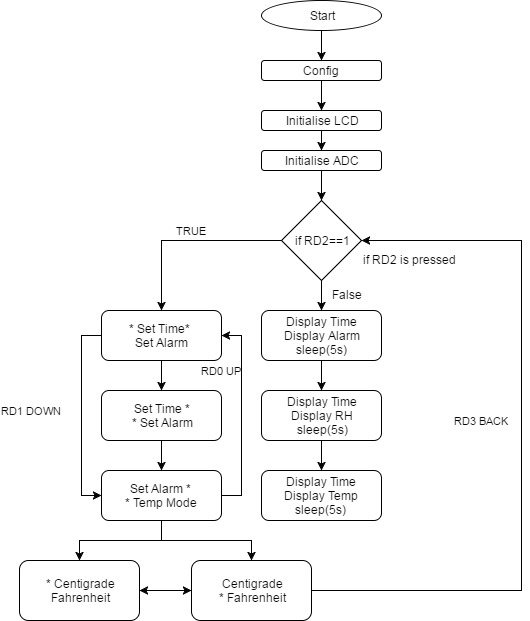 Start
Config
Initialise LCD
Initialise ADC
if RD2==1
TRUE
if RD2 is pressed
False
* Set Time*
Set Alarm
Display Time
Display Alarm
sleep(5s)
RD0 UP
RD1 DOWN
Set Time *
* Set Alarm
Display Time
Display RH
sleep(5s)
RD3 BACK
Set Alarm *
* Temp Mode
Display Time
Display Temp
sleep(5s)
* Centigrade
Fahrenheit
Centigrade
* Fahrenheit